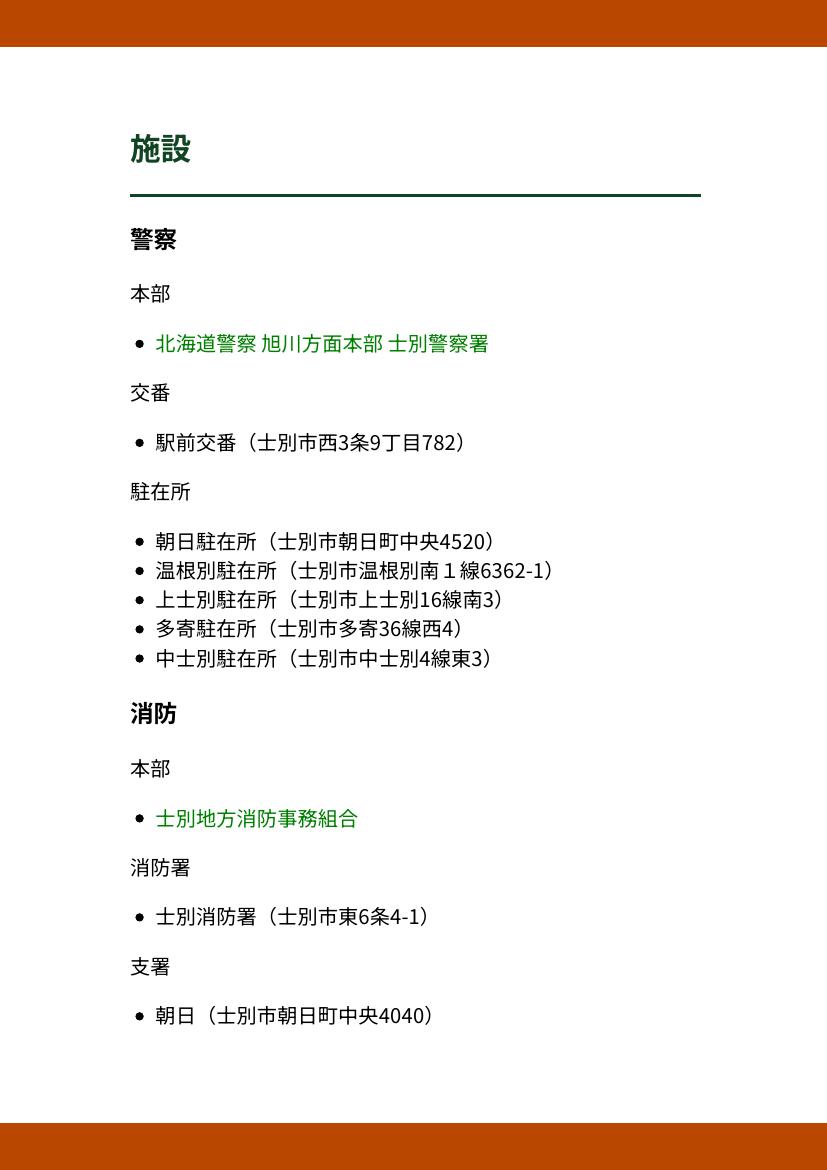 施設
警察
本部
北海道警察 旭川方面本部 士別警察署
交番
駅前交番（士別市西3条9丁目782）
駐在所
朝日駐在所（士別市朝日町中央4520）
温根別駐在所（士別市温根別南１線6362-1）
上士別駐在所（士別市上士別16線南3）
多寄駐在所（士別市多寄36線西4）
中士別駐在所（士別市中士別4線東3）
消防
本部
士別地方消防事務組合
消防署
士別消防署（士別市東6条4-1）
支署
朝日（士別市朝日町中央4040）